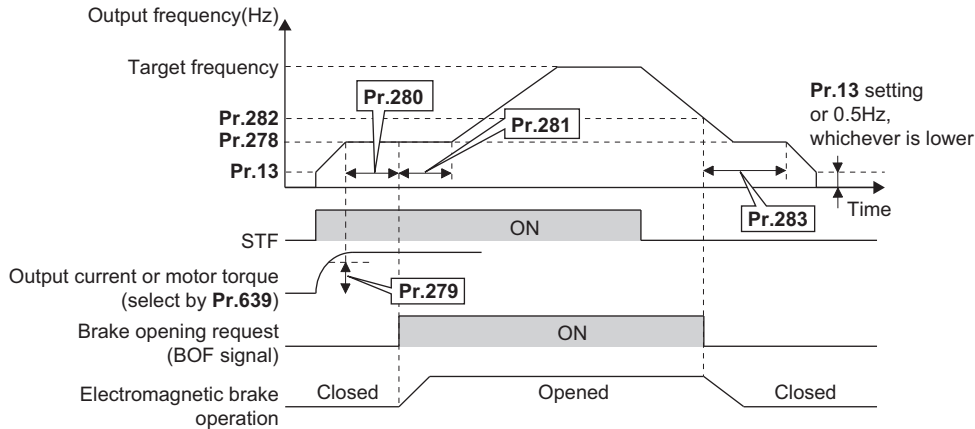 Output frequency(Hz)
Target frequency
Pr.280
Pr.13 setting
or 0.5Hz,
whichever is lower
Pr.282
Pr.281
Pr.278
Pr.13
Time
Pr.283
STF
ON
Output current or motor torque
(select by Pr.639)
Pr.279
Brake opening request
(BOF signal)
ON
Electromagnetic brake
operation
Closed
Opened
Closed